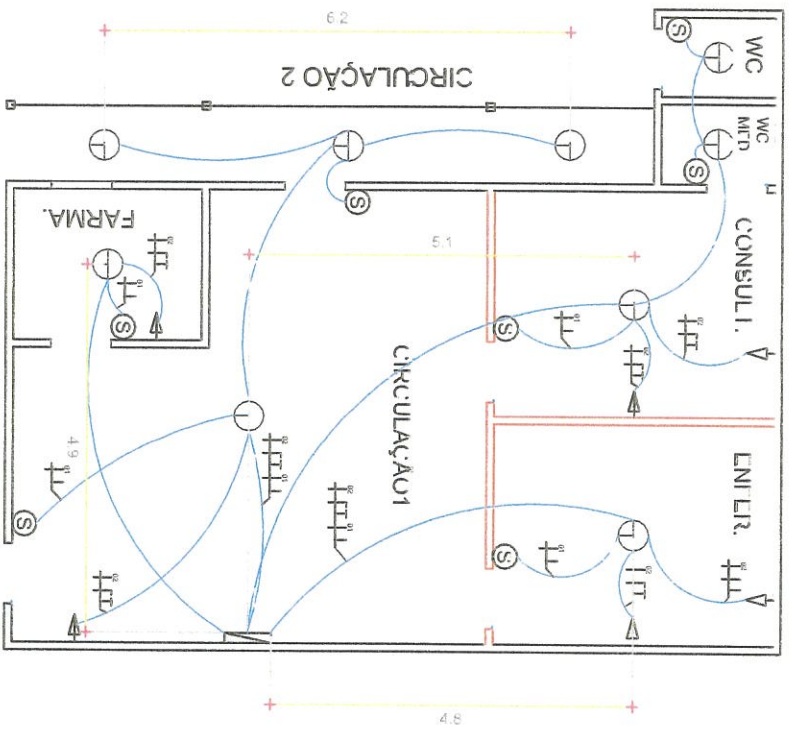 6.2
CIRCULAÇÃO 2
S
WC
WC
MED
S
S
FARMA.
CONSULT.
5.1
S
S
CIRCULAÇÃO1
4.9
ENFER.
S
S
4.8